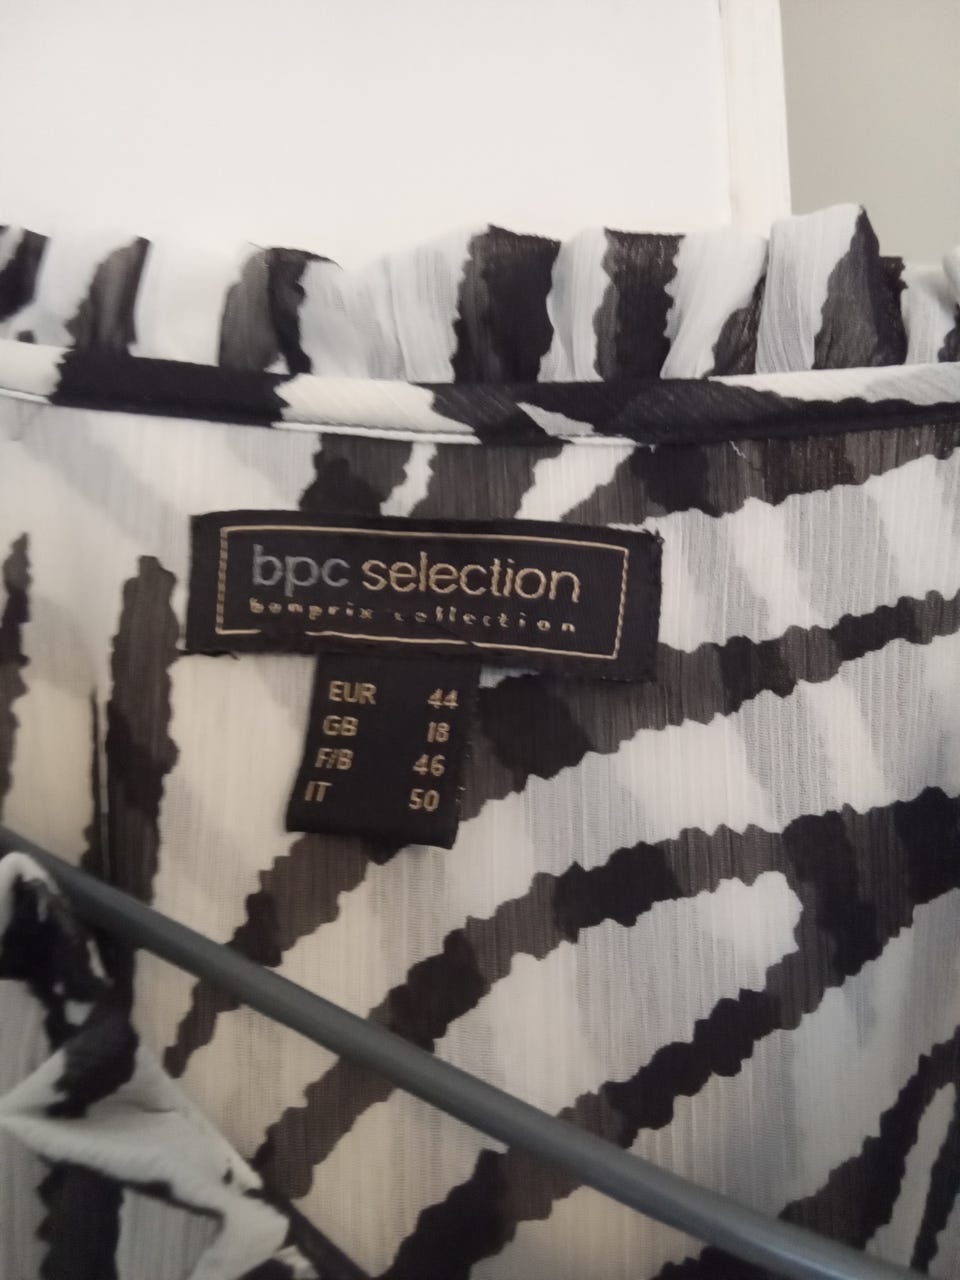 bpc selection
bonprix collection
EUR 44
GB 18
F/B 46
IT 50